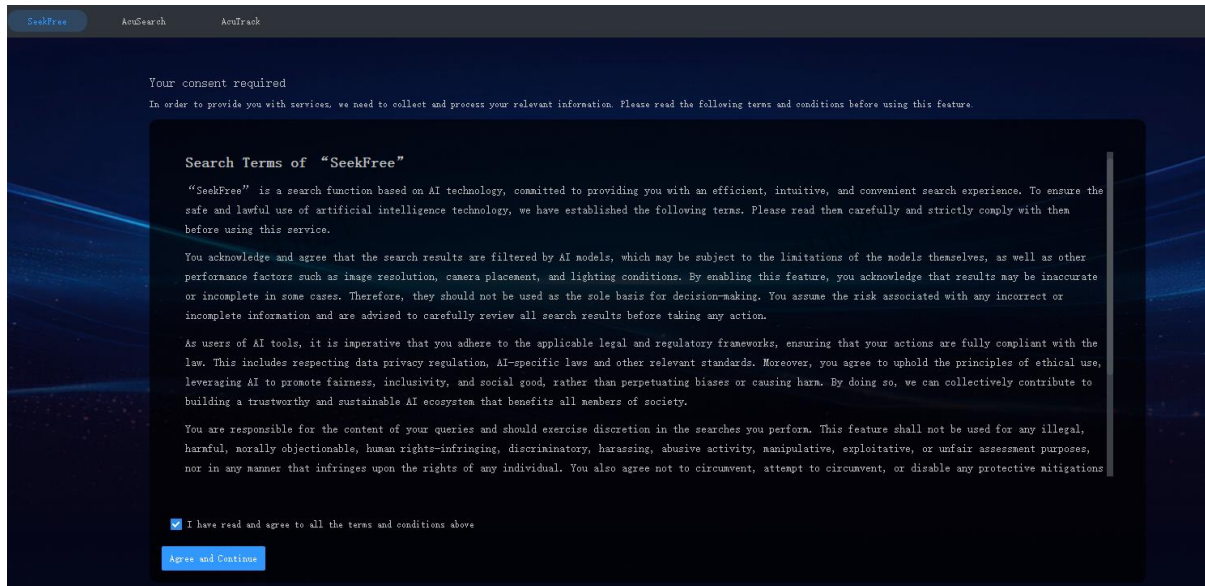 SeekFree AcuSearch AcuTrack
Your consent required
In order to provide you with services, we need to collect and process your relevant information. Please read the following terms and conditions before using this feature.
Search Terms of “SeekFree”
“SeekFree” is a search function based on AI technology, committed to providing you with an efficient, intuitive, and convenient search experience. To ensure the
safe and lawful use of artificial intelligence technology, we have established the following terms. Please read them carefully and strictly comply with them
before using this service.
You acknowledge and agree that the search results are filtered by AI models, which may be subject to the limitations of the models themselves, as well as other
performance factors such as image resolution, camera placement, and lighting conditions. By enabling this feature, you acknowledge that results may be inaccurate
or incomplete in some cases. Therefore, they should not be used as the sole basis for decision-making. You assume the risk associated with any incorrect or
incomplete information and are advised to carefully review all search results before taking any action.
As users of AI tools, it is imperative that you adhere to the applicable legal and regulatory frameworks, ensuring that your actions are fully compliant with the
law. This includes respecting data privacy regulation, AI-specific laws and other relevant standards. Moreover, you agree to uphold the principles of ethical use,
leveraging AI to promote fairness, inclusivity, and social good, rather than perpetuating biases or causing harm. By doing so, we can collectively contribute to
building a trustworthy and sustainable AI ecosystem that benefits all members of society.
You are responsible for the content of your queries and should exercise discretion in the searches you perform. This feature shall not be used for any illegal,
harmful, morally objectionable, human rights-infringing, discriminatory, harassing, abusive activity, manipulative, exploitative, or unfair assessment purposes,
nor in any manner that infringes upon the rights of any individual. You also agree not to circumvent, attempt to circumvent, or disable any protective mitigations
I have read and agree to all the terms and conditions above
Agree and Continue